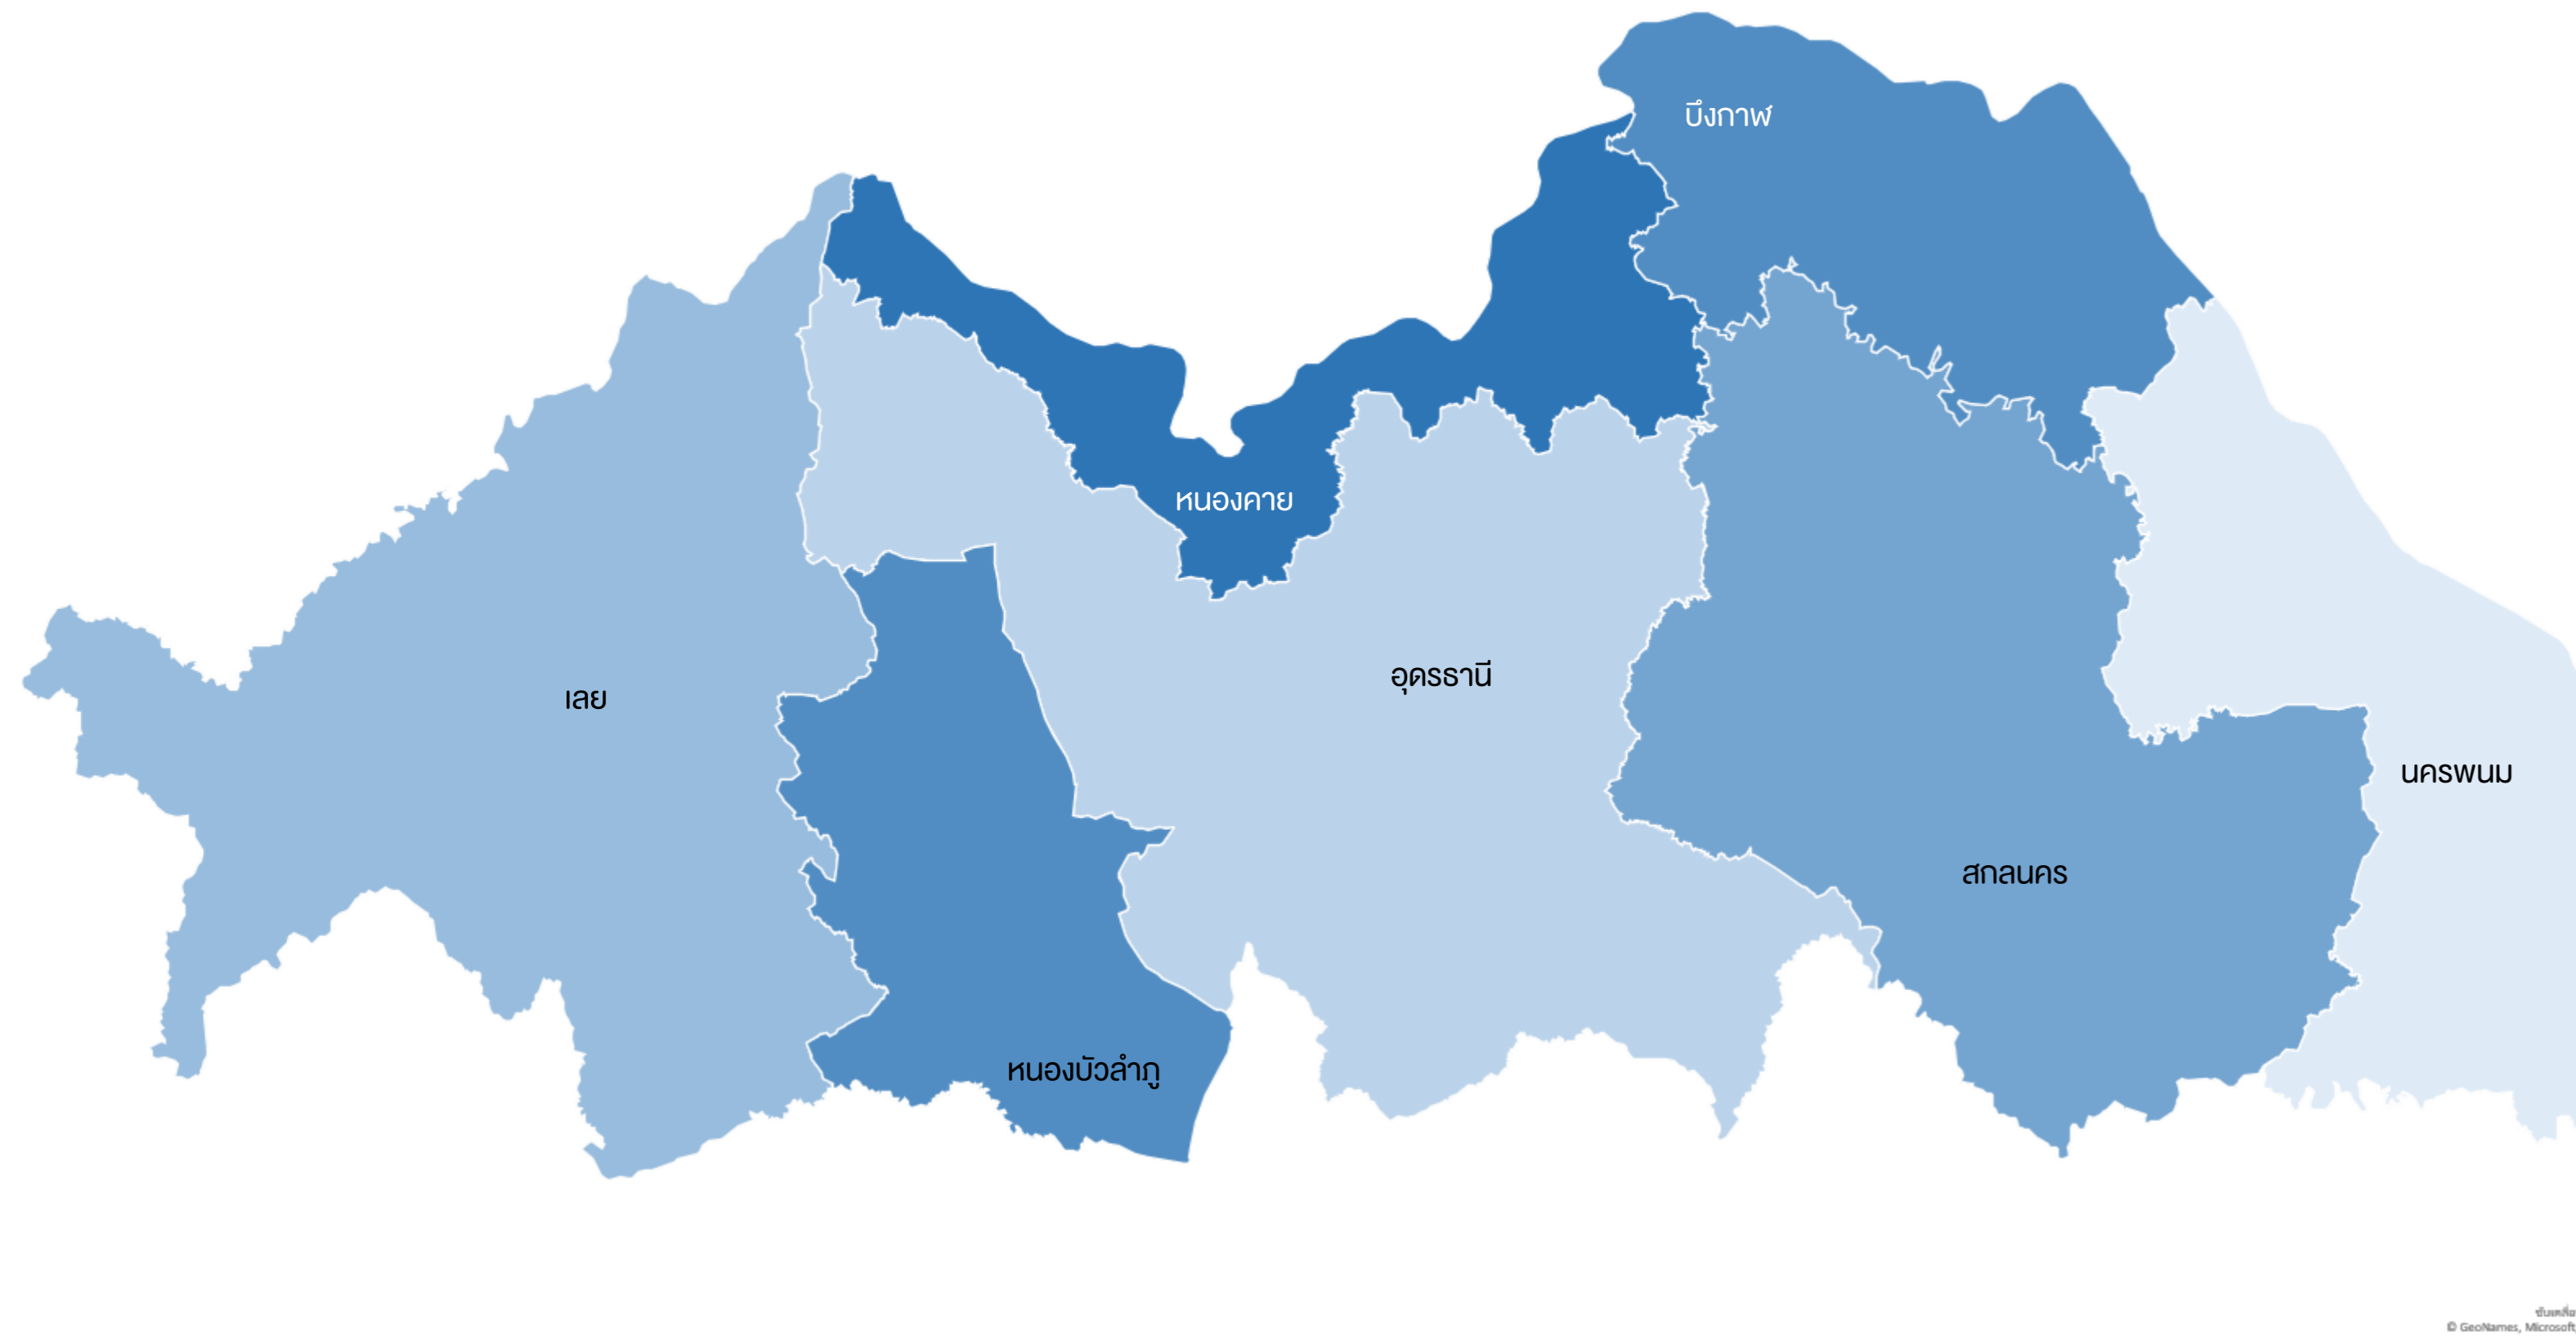 บึงกาฬ
หนองคาย
อุดรธานี
เลย
นครพนม
สกลนคร
หนองบัวลำภู
© GeoNames, Microsoft